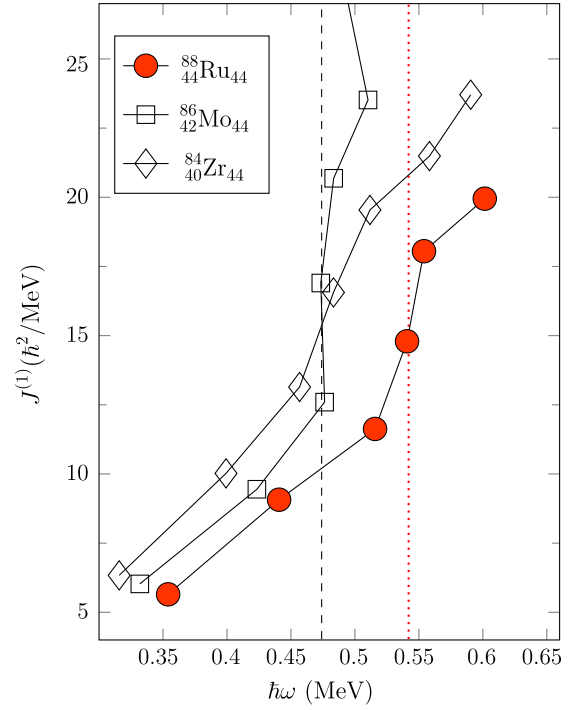 25
20
15
10
5
J⁽¹⁾(ħ²/MeV)
⁸⁸₄₄Ru₄₄
⁸⁶₄₂Mo₄₄
⁸⁴₄₀Zr₄₄
0.35 0.4 0.45 0.5 0.55 0.6 0.65
ħω (MeV)